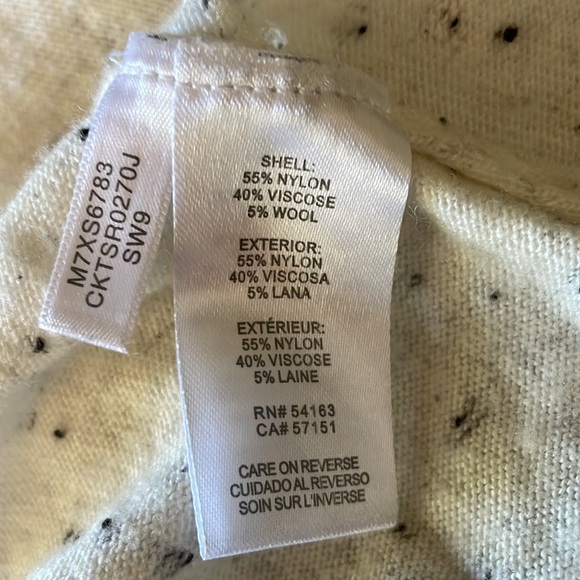 M7XS6783
CKTSR0270J
SW9
SHELL:
55% NYLON
40% VISCOSE
5% WOOL
EXTERIOR:
55% NYLON
40% VISCOSA
5% LANA
EXTÉRIEUR:
55% NYLON
40% VISCOSE
5% LAINE
RN# 54163
CA# 57151
CARE ON REVERSE
CUIDADO AL REVERSO
SOIN SUR L'INVERSE